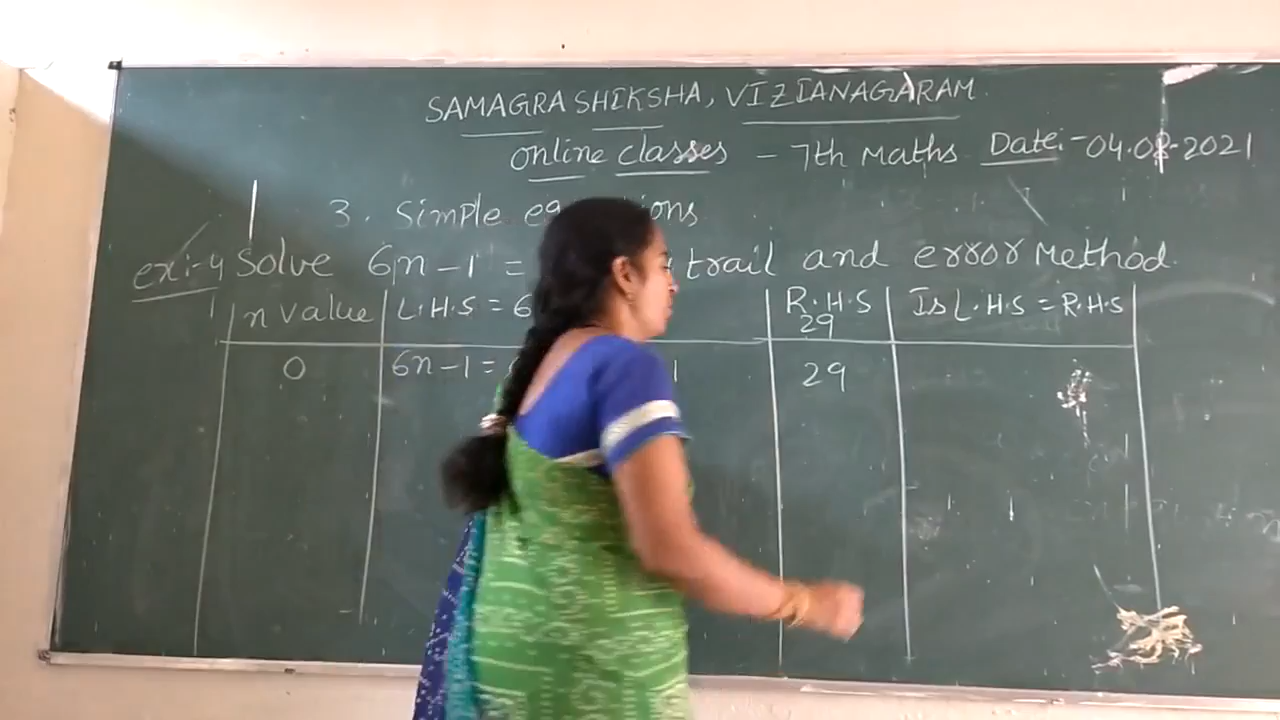 SAMAGRA SHIKSHA, VIZIANAGARAM
Online classes - 7th Maths Date:-04.08.2021
3. Simple
ex:-4 Solve 6n-1 = trail and error Method.
n value L.H.S = 6 R.H.S 29 Is L.H.S = R.H.S
0 6n-1= 1 29